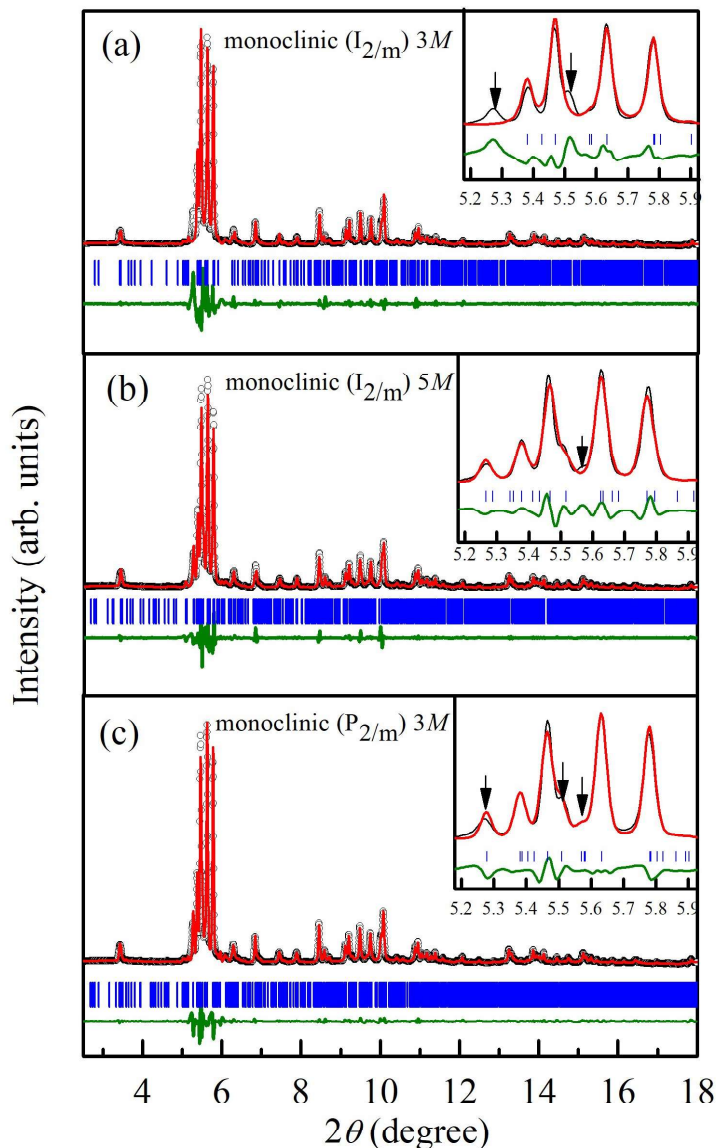 (a)
monoclinic (I2/m) 3M
5.2 5.3 5.4 5.5 5.6 5.7 5.8 5.9
(b)
monoclinic (I2/m) 5M
5.2 5.3 5.4 5.5 5.6 5.7 5.8 5.9
Intensity (arb. units)
(c)
monoclinic (P2/m) 3M
5.2 5.3 5.4 5.5 5.6 5.7 5.8 5.9
4 6 8 10 12 14 16 18
2θ (degree)